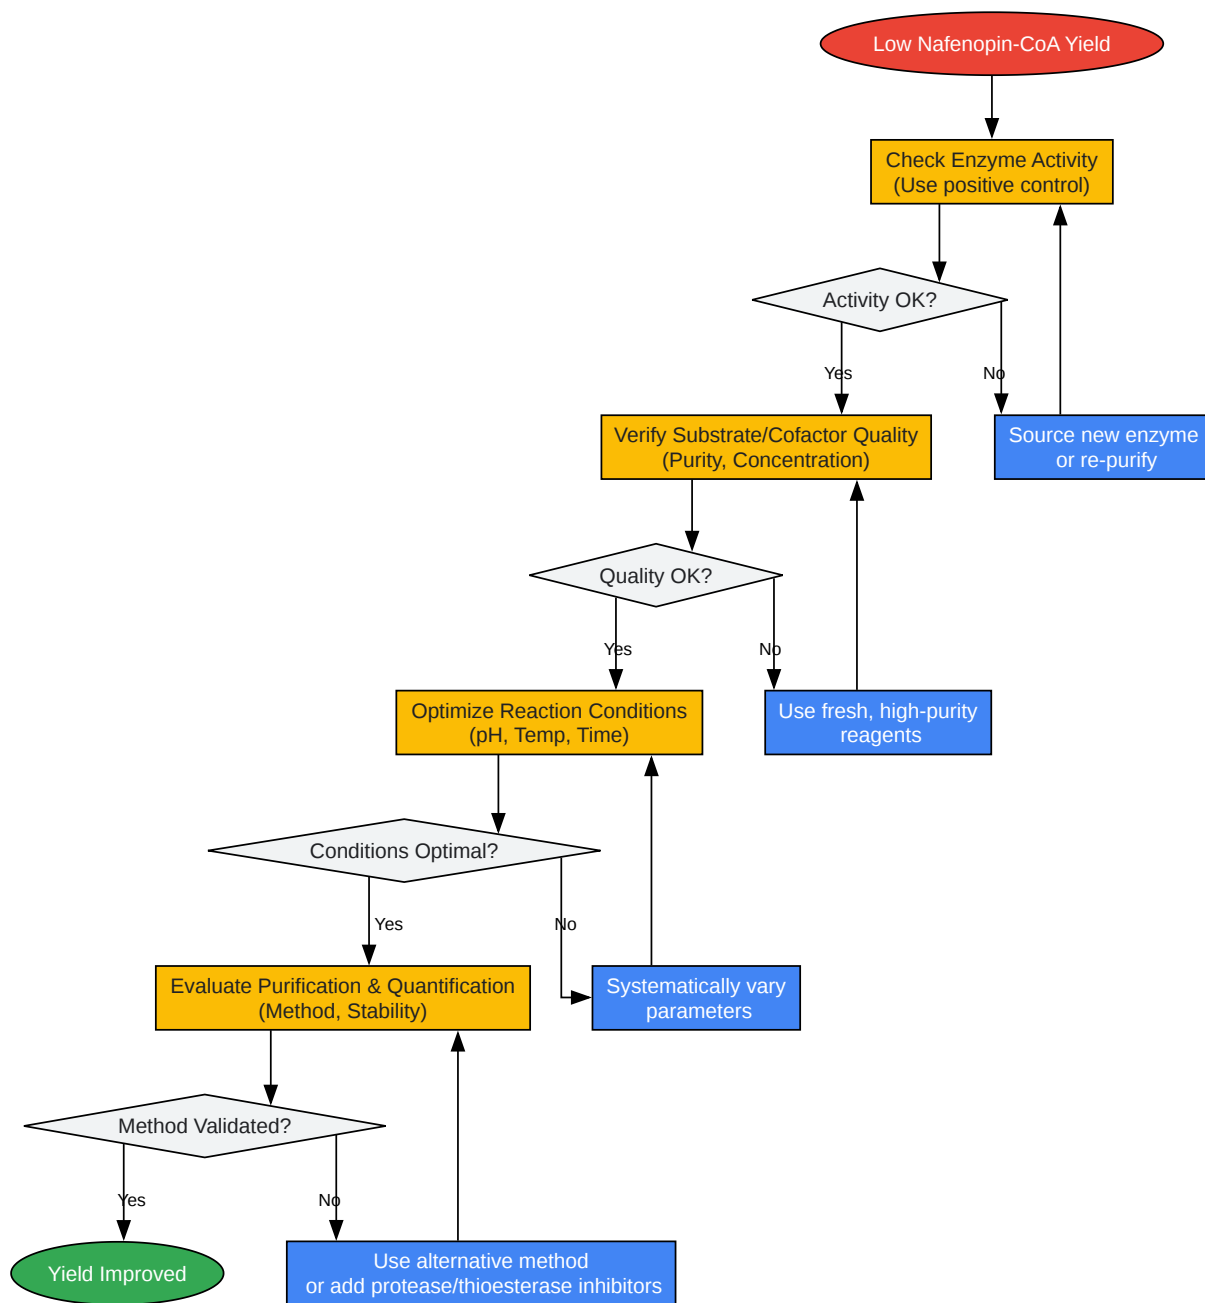 Low Nafenopin-CoA Yield
Check Enzyme Activity
(Use positive control)
Activity OK?
Yes
No
Verify Substrate/Cofactor Quality
(Purity, Concentration)
Source new enzyme
or re-purify
Quality OK?
Yes
No
Optimize Reaction Conditions
(pH, Temp, Time)
Use fresh, high-purity
reagents
Conditions Optimal?
Yes
No
Evaluate Purification & Quantification
(Method, Stability)
Systematically vary
parameters
Method Validated?
Yes
No
Yield Improved
Use alternative method
or add protease/thioesterase inhibitors